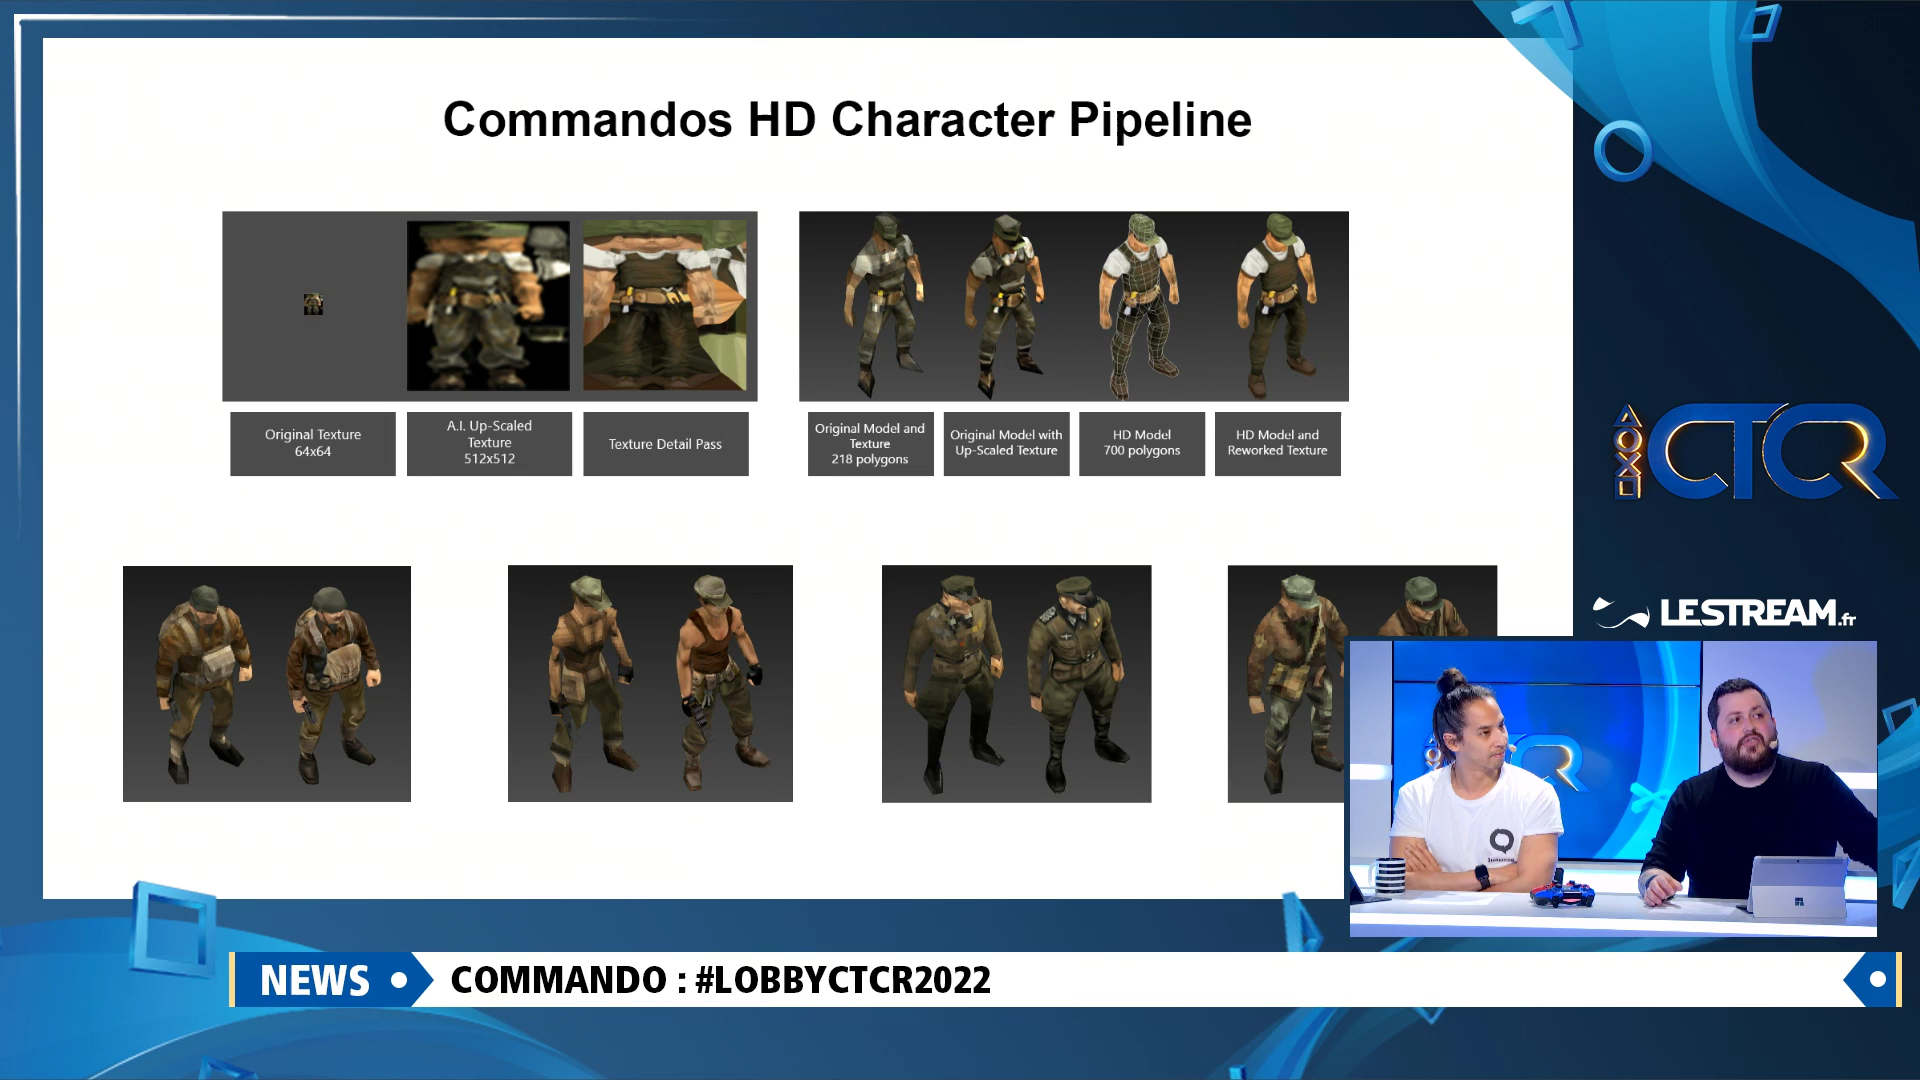 Commandos HD Character Pipeline
Original Texture
64x64
A.I. Up-Scaled
Texture
512x512
Texture Detail Pass
Original Model and
Texture
218 polygons
Original Model with
Up-Scaled Texture
HD Model
700 polygons
HD Model and
Reworked Texture
CTCR
LESTREAM.fr
NEWS
COMMANDO : #LOBBYCTCR2022